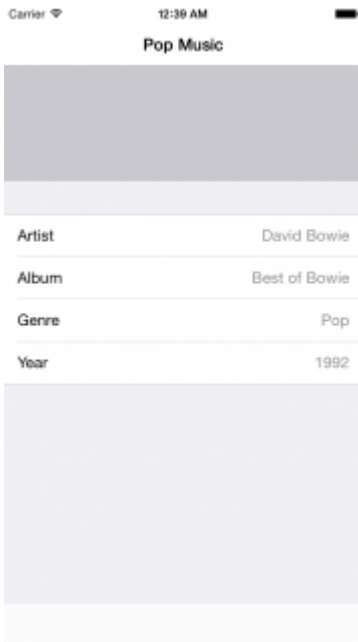 Carrier 12:39 AM
Pop Music
Artist David Bowie
Album Best of Bowie
Genre Pop
Year 1992